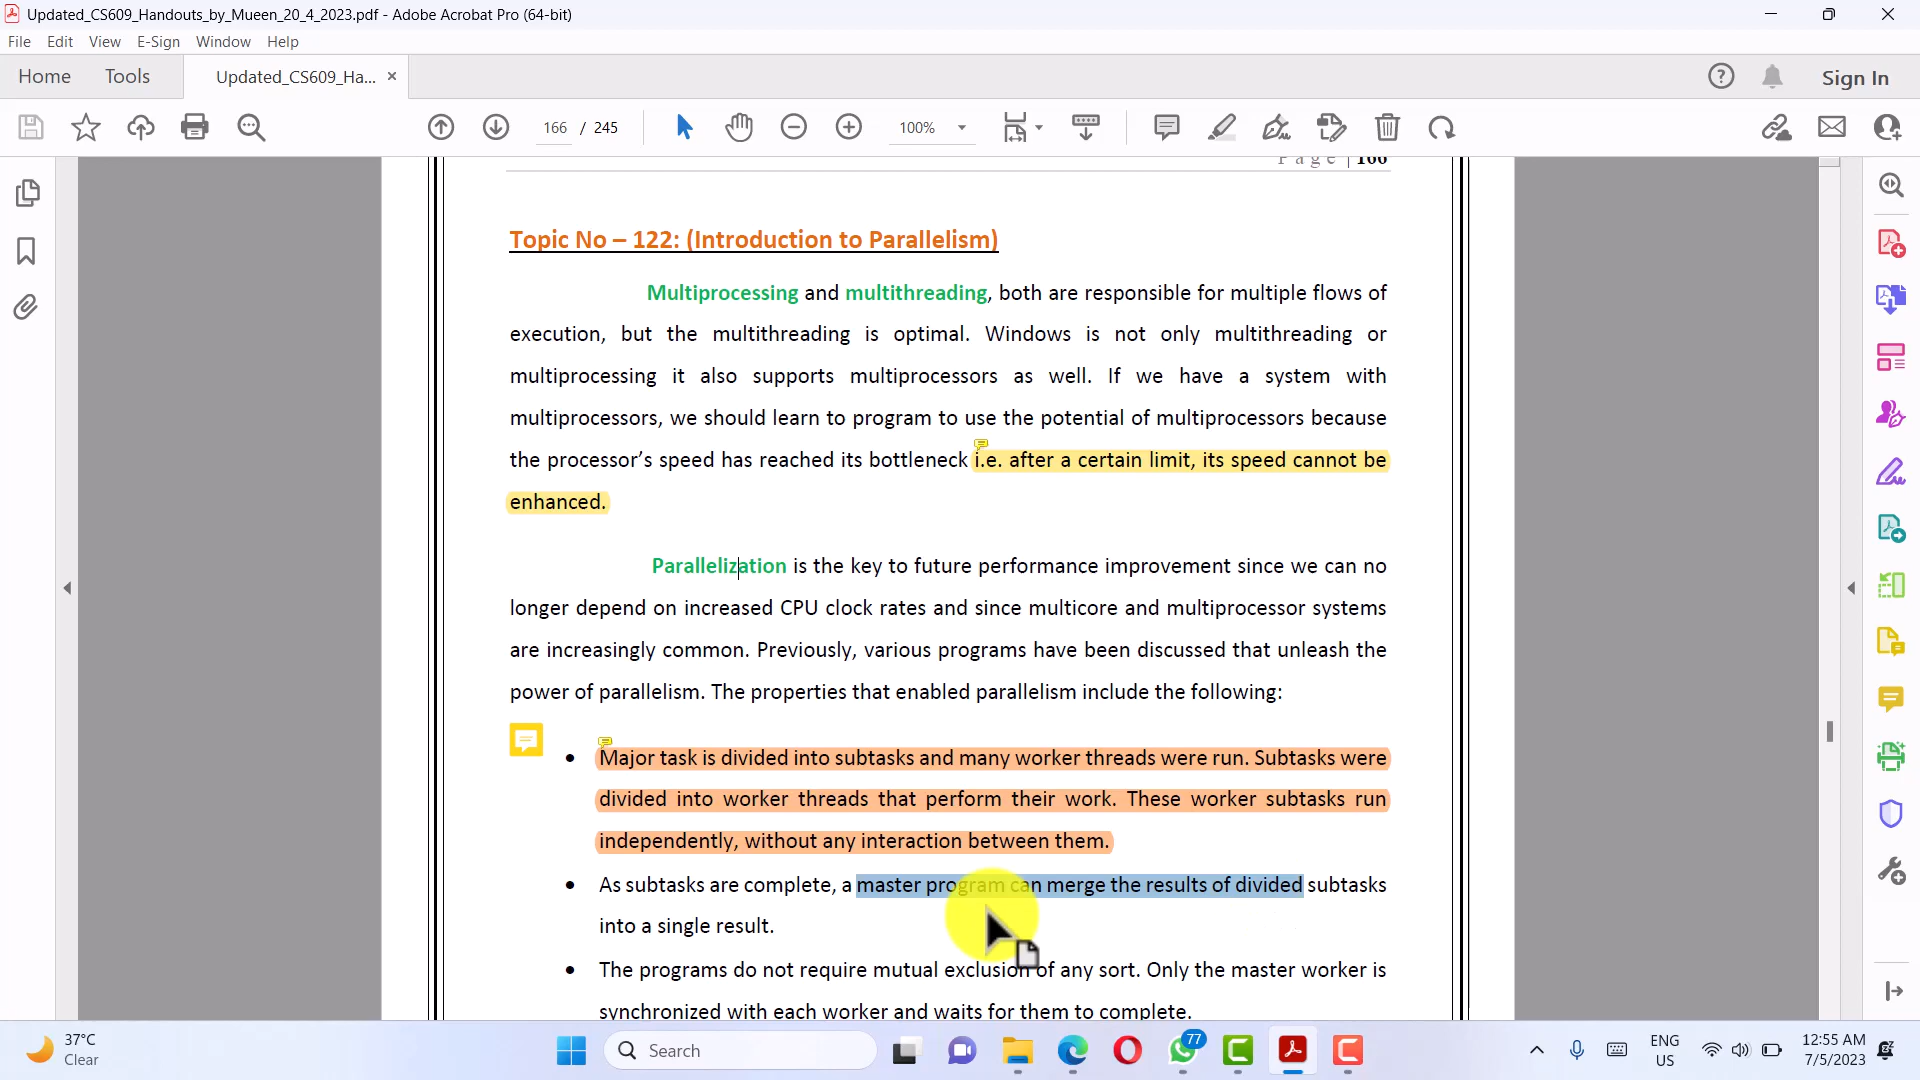 Updated_CS609_Handouts_by_Mueen_20_4_2023.pdf - Adobe Acrobat Pro (64-bit)
File Edit View E-Sign Window Help
Home Tools Updated_CS609_Ha... × Sign In
166 / 245 100%
Page | 166
Topic No – 122: (Introduction to Parallelism)
Multiprocessing and multithreading, both are responsible for multiple flows of
execution, but the multithreading is optimal. Windows is not only multithreading or
multiprocessing it also supports multiprocessors as well. If we have a system with
multiprocessors, we should learn to program to use the potential of multiprocessors because
the processor’s speed has reached its bottleneck i.e. after a certain limit, its speed cannot be
enhanced.
Parallelization is the key to future performance improvement since we can no
longer depend on increased CPU clock rates and since multicore and multiprocessor systems
are increasingly common. Previously, various programs have been discussed that unleash the
power of parallelism. The properties that enabled parallelism include the following:
• Major task is divided into subtasks and many worker threads were run. Subtasks were
divided into worker threads that perform their work. These worker subtasks run
independently, without any interaction between them.
• As subtasks are complete, a master program can merge the results of divided subtasks
into a single result.
• The programs do not require mutual exclusion of any sort. Only the master worker is
synchronized with each worker and waits for them to complete.
37°C
Clear
Search
77
ENG
US
12:55 AM
7/5/2023